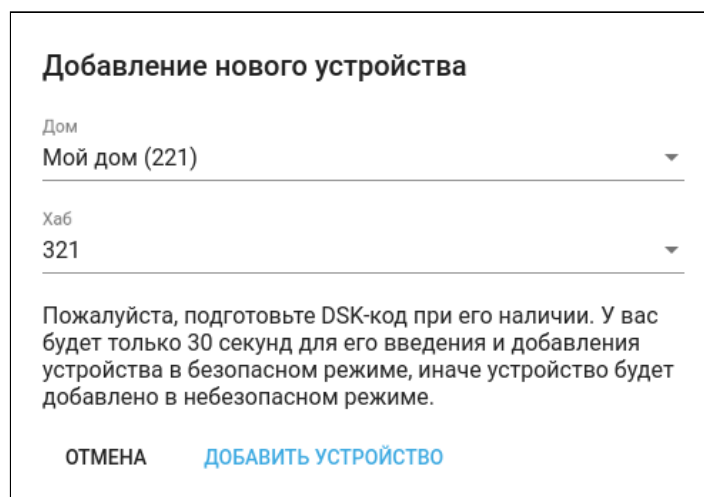 Добавление нового устройства
Дом
Мой дом (221)
Хаб
321
Пожалуйста, подготовьте DSK-код при его наличии. У вас
будет только 30 секунд для его введения и добавления
устройства в безопасном режиме, иначе устройство будет
добавлено в небезопасном режиме.
ОТМЕНА ДОБАВИТЬ УСТРОЙСТВО